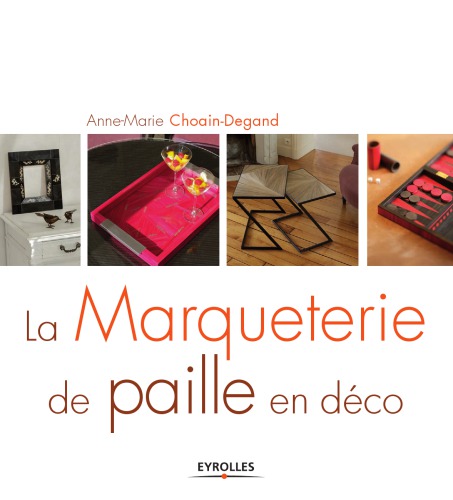 Anne-Marie Choain-Degand
La Marqueterie
de paille en déco
EYROLLES